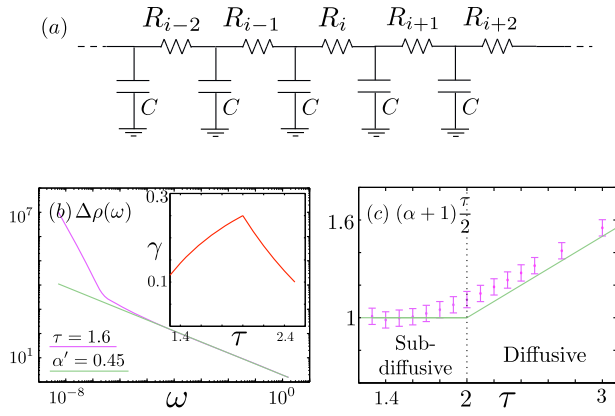 (a)
R_{i−2} R_{i−1} R_i R_{i+1} R_{i+2}
C C C C C
(b) Δρ(ω)
10^7
10^1
10^{-8} ω 10^0
τ = 1.6
α′ = 0.45
0.3
γ
0.1
1.4 τ 2.4
(c) (α + 1) τ/2
1.6
1
Sub-
diffusive
Diffusive
1.4 2 τ 3